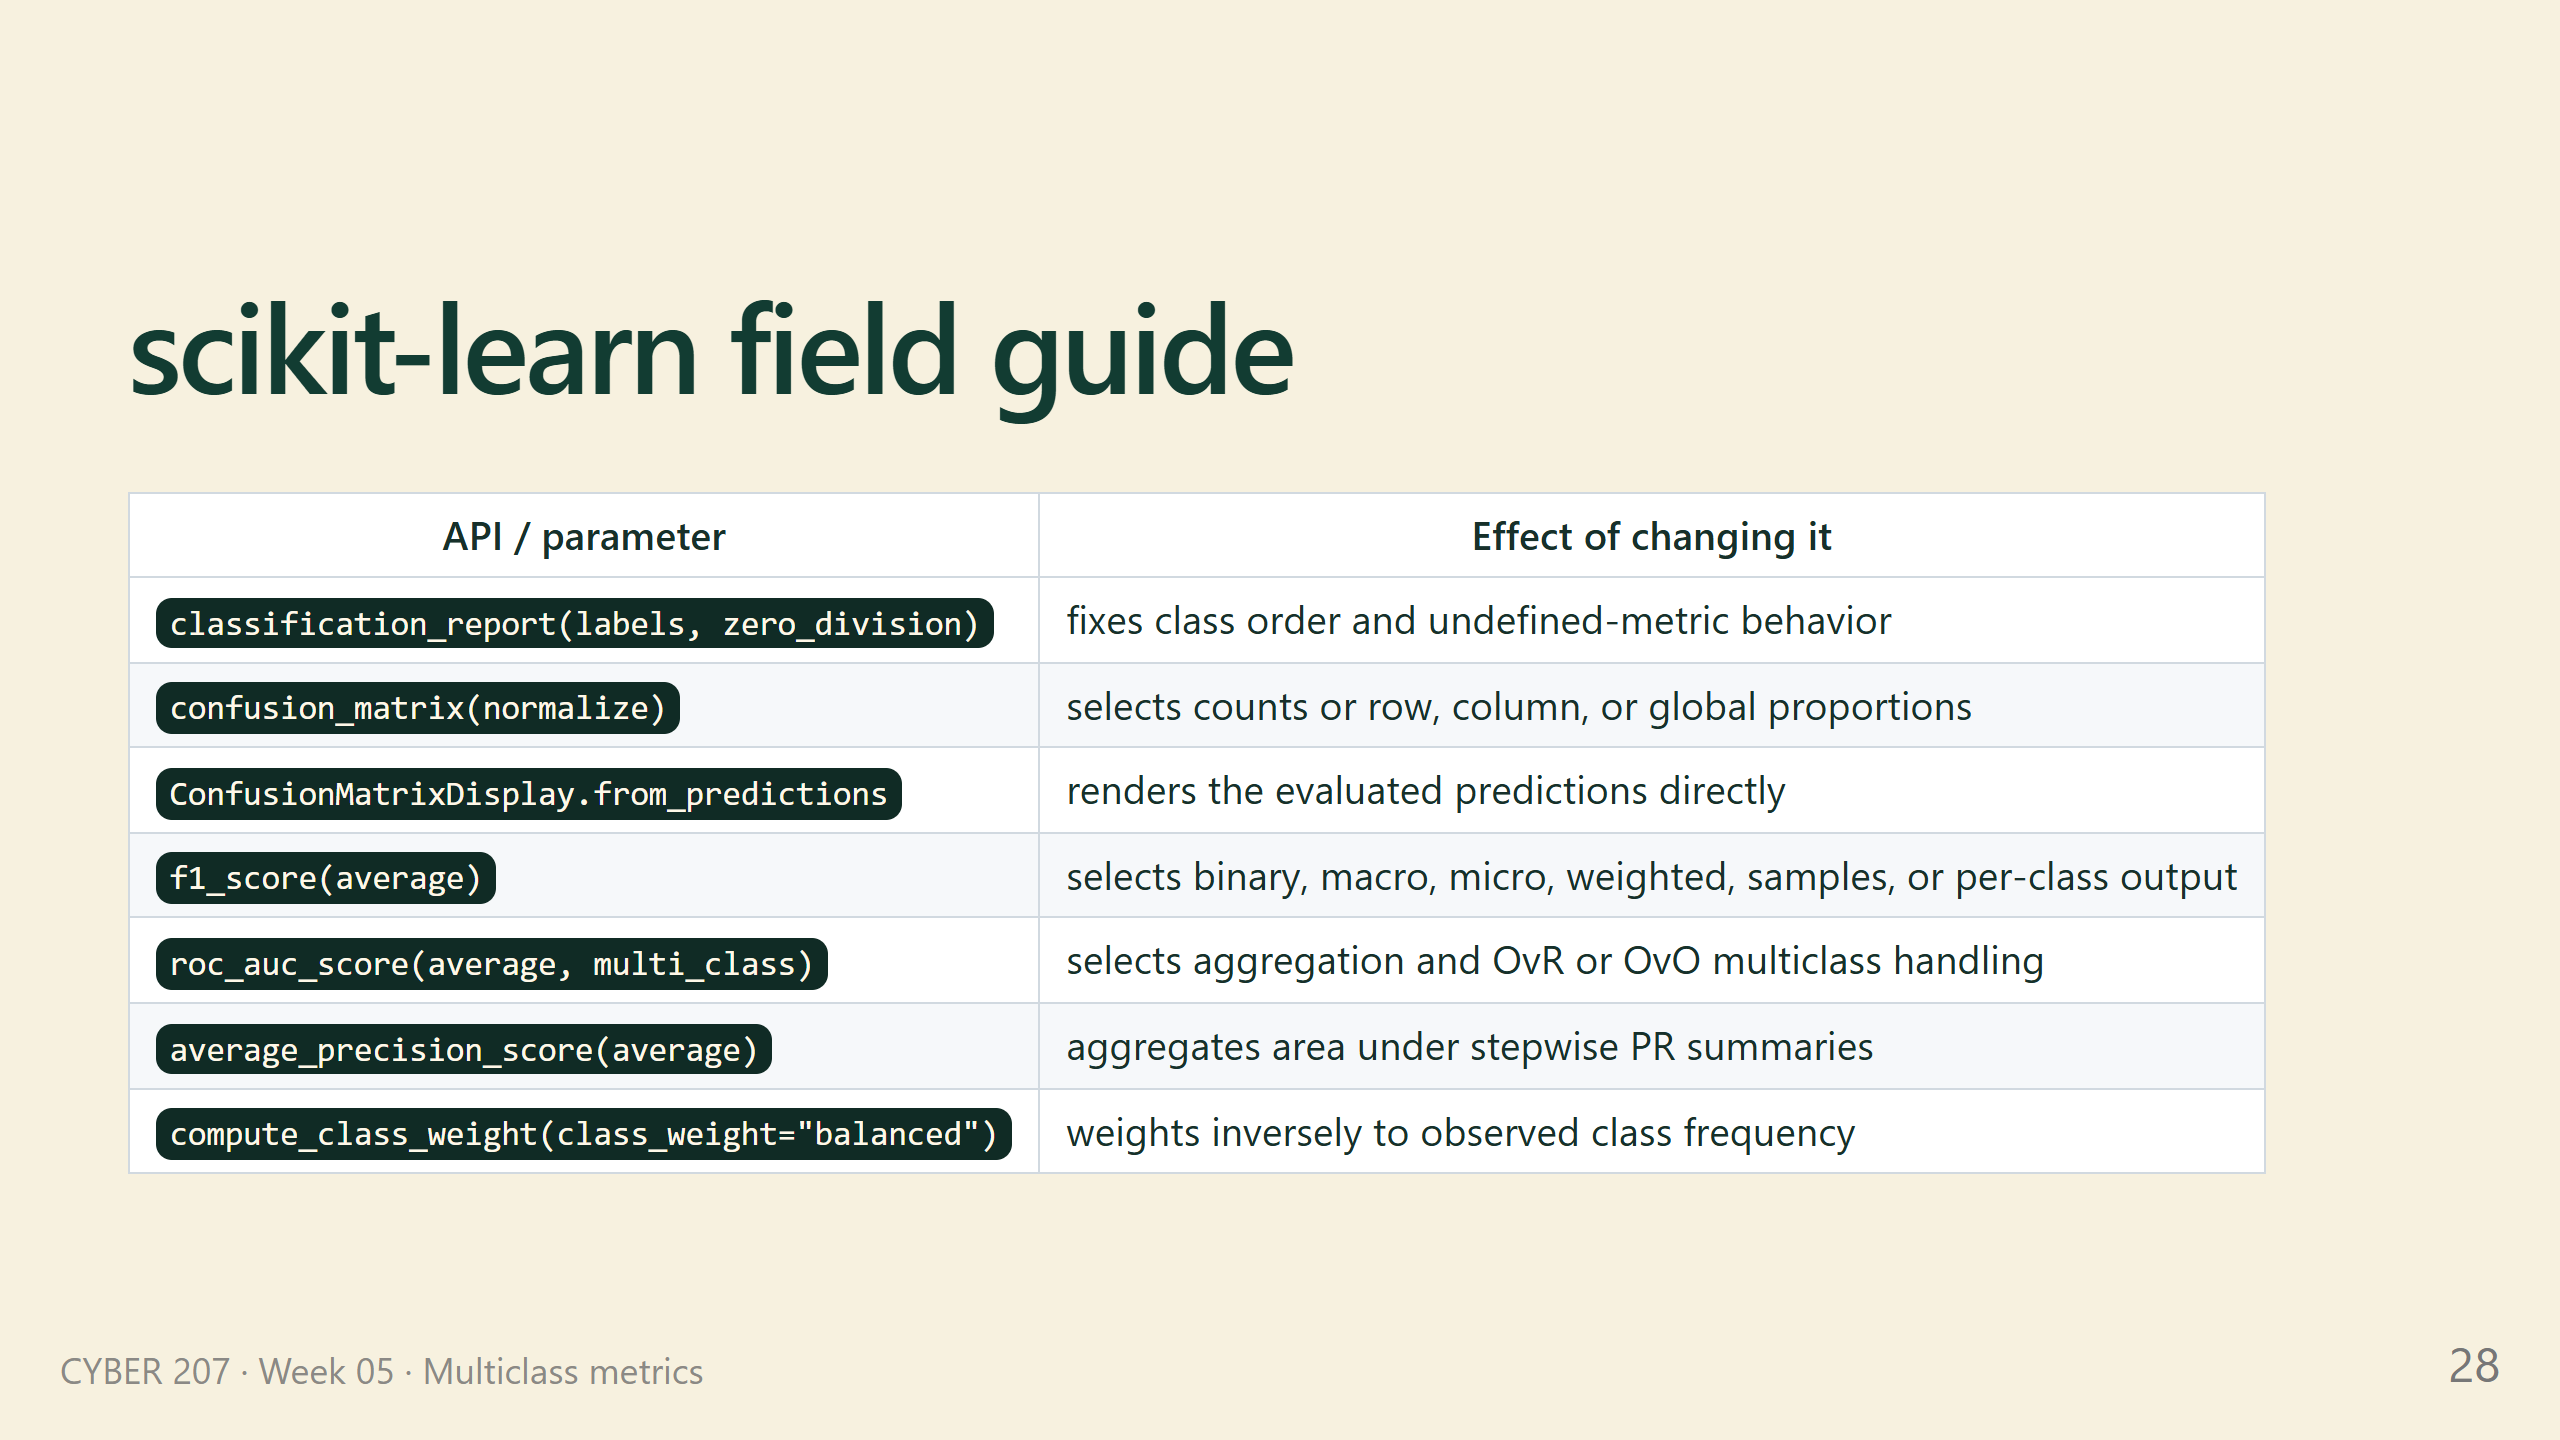 scikit-learn field guide
API / parameter
Effect of changing it
classification_report(labels, zero_division)
fixes class order and undefined-metric behavior
confusion_matrix(normalize)
selects counts or row, column, or global proportions
ConfusionMatrixDisplay.from_predictions
renders the evaluated predictions directly
f1_score(average)
selects binary, macro, micro, weighted, samples, or per-class output
roc_auc_score(average, multi_class)
selects aggregation and OvR or OvO multiclass handling
average_precision_score(average)
aggregates area under stepwise PR summaries
compute_class_weight(class_weight="balanced")
weights inversely to observed class frequency
CYBER 207 · Week 05 · Multiclass metrics
28